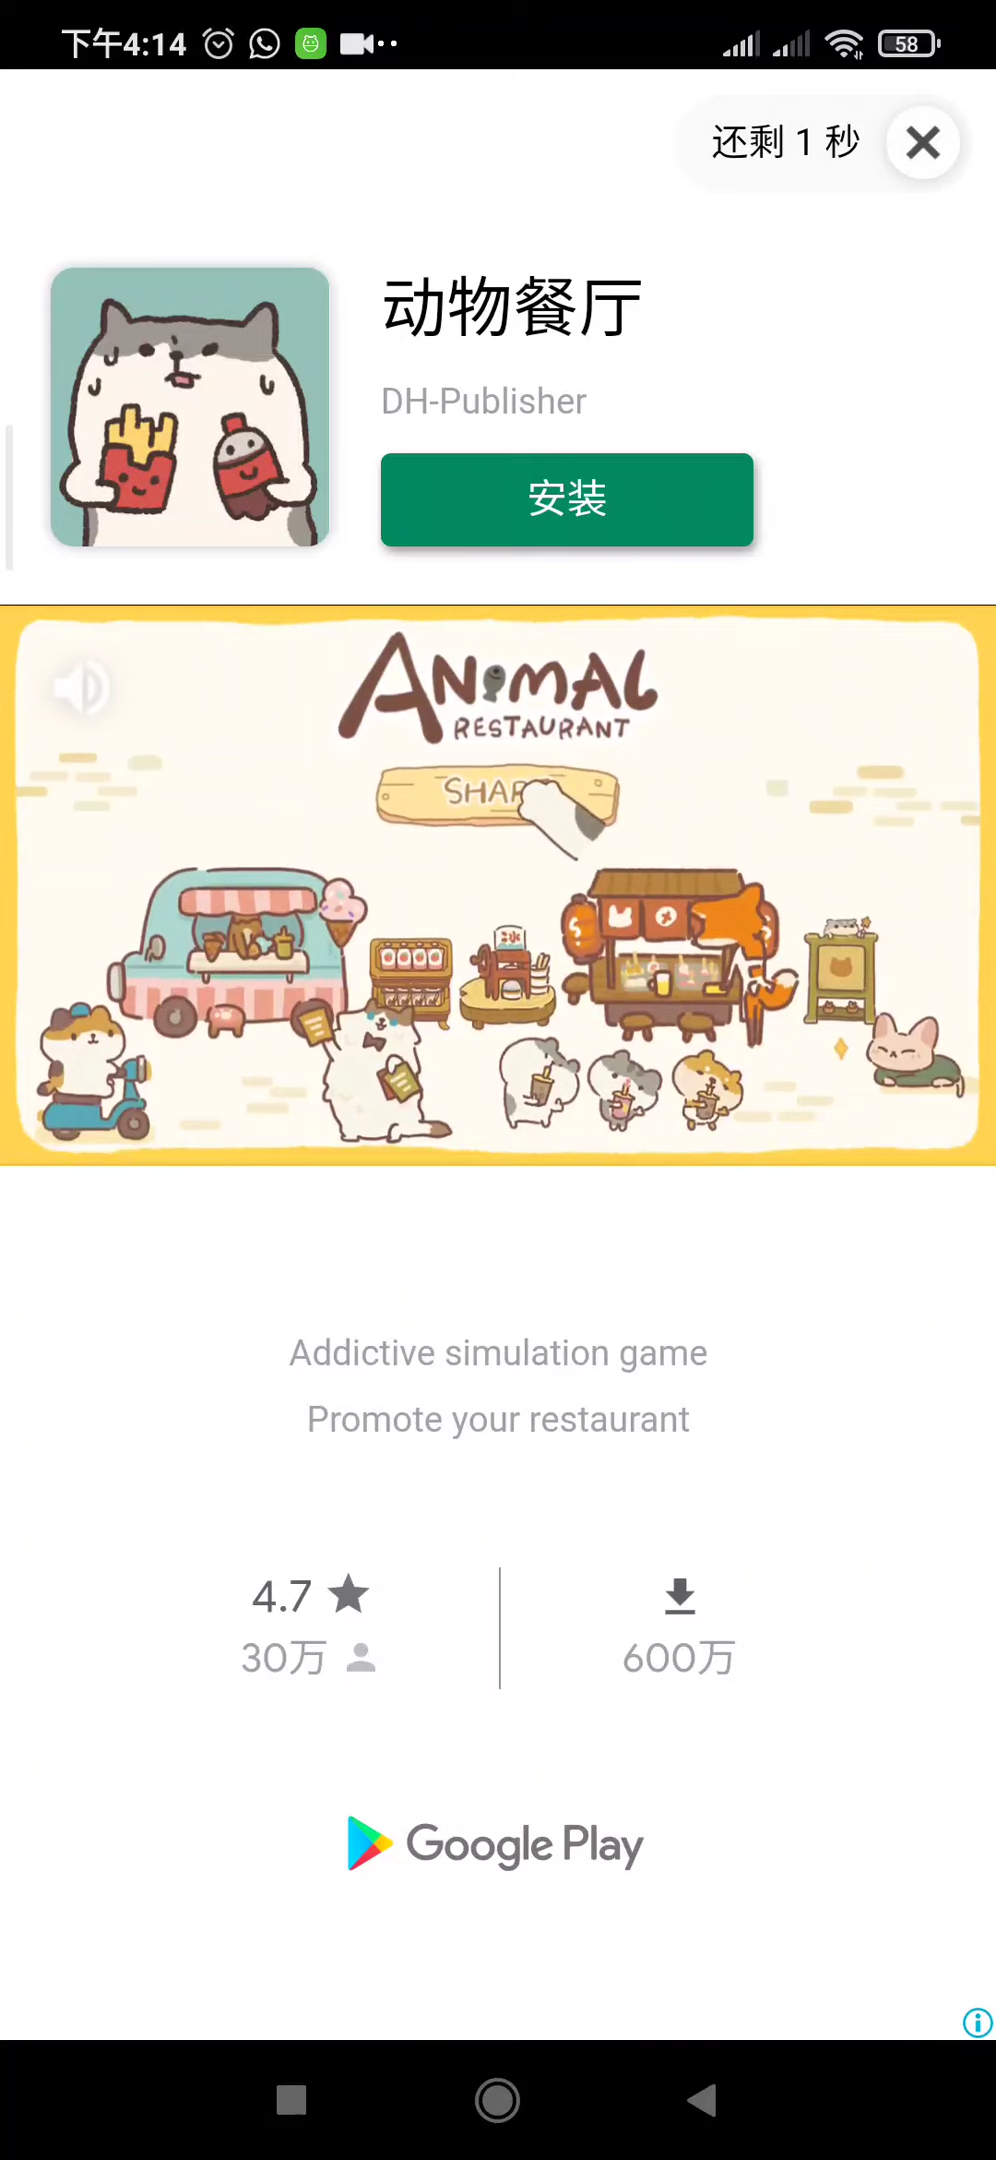 下午4:14
58
还剩 1 秒
动物餐厅
DH-Publisher
安装
ANIMAL
RESTAURANT
SHAR
冰
Addictive simulation game
Promote your restaurant
4.7
30万
600万
Google Play